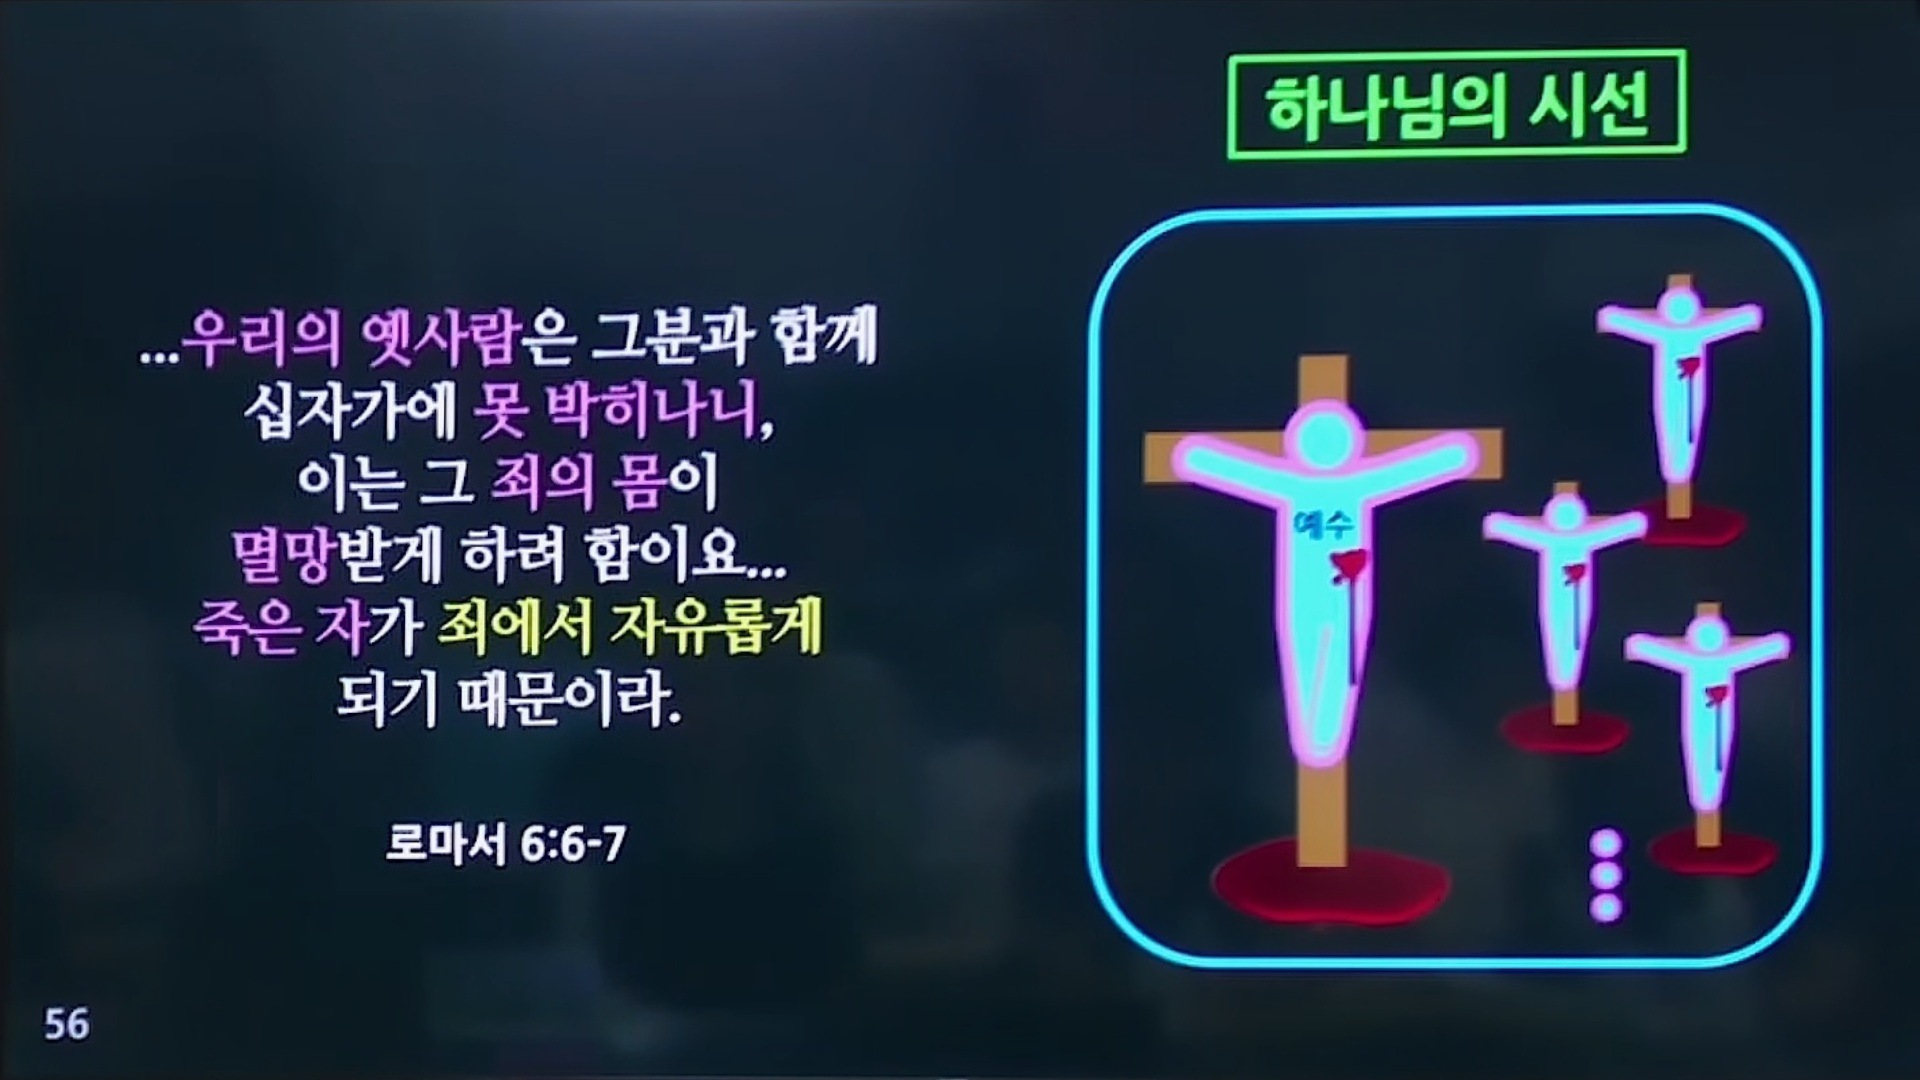 하나님의 시선
...우리의 옛사람은 그분과 함께
십자가에 못 박히나니,
이는 그 죄의 몸이
멸망받게 하려 함이요...
죽은 자가 죄에서 자유롭게
되기 때문이라.
로마서 6:6-7
예수
56